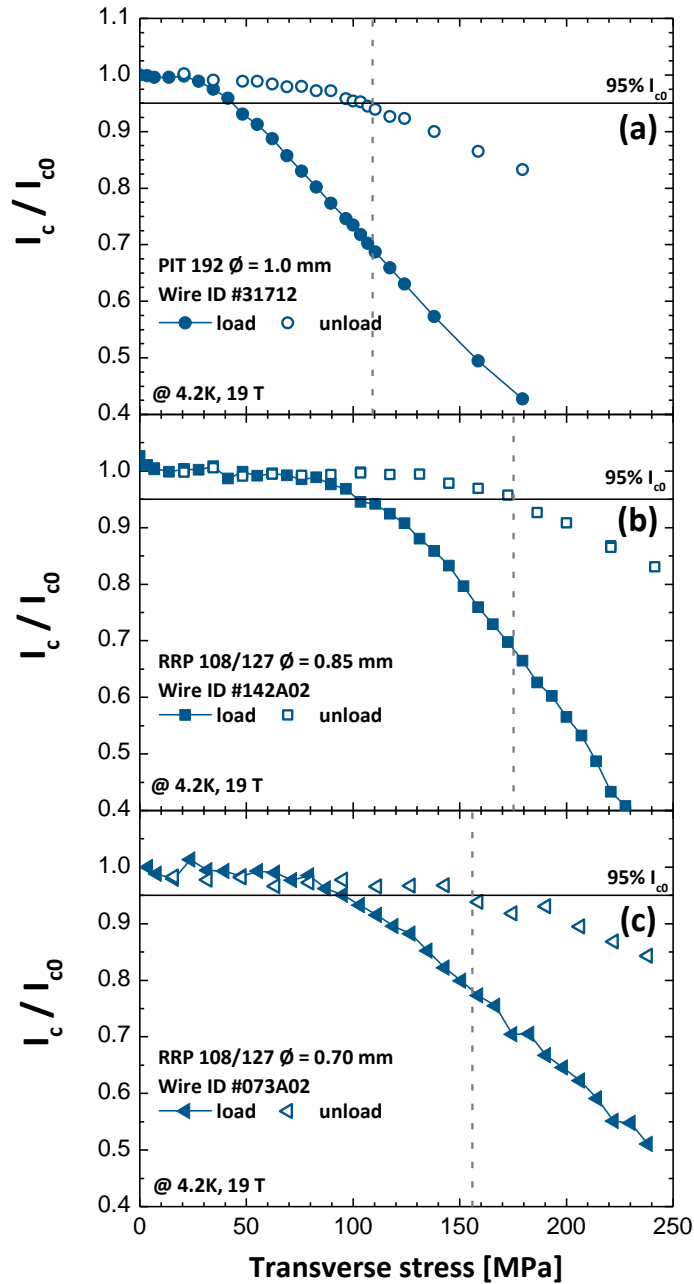 1.0
0.9
0.8
0.7
0.6
0.5
0.4
I_c / I_c0
95% I_c0
(a)
PIT 192 Ø = 1.0 mm
Wire ID #31712
load unload
@ 4.2K, 19 T
1.0
0.9
0.8
0.7
0.6
0.5
0.4
I_c / I_c0
95% I_c0
(b)
RRP 108/127 Ø = 0.85 mm
Wire ID #142A02
load unload
@ 4.2K, 19 T
1.0
0.9
0.8
0.7
0.6
0.5
0.4
I_c / I_c0
95% I_c0
(c)
RRP 108/127 Ø = 0.70 mm
Wire ID #073A02
load unload
@ 4.2K, 19 T
0 50 100 150 200 250
Transverse stress [MPa]